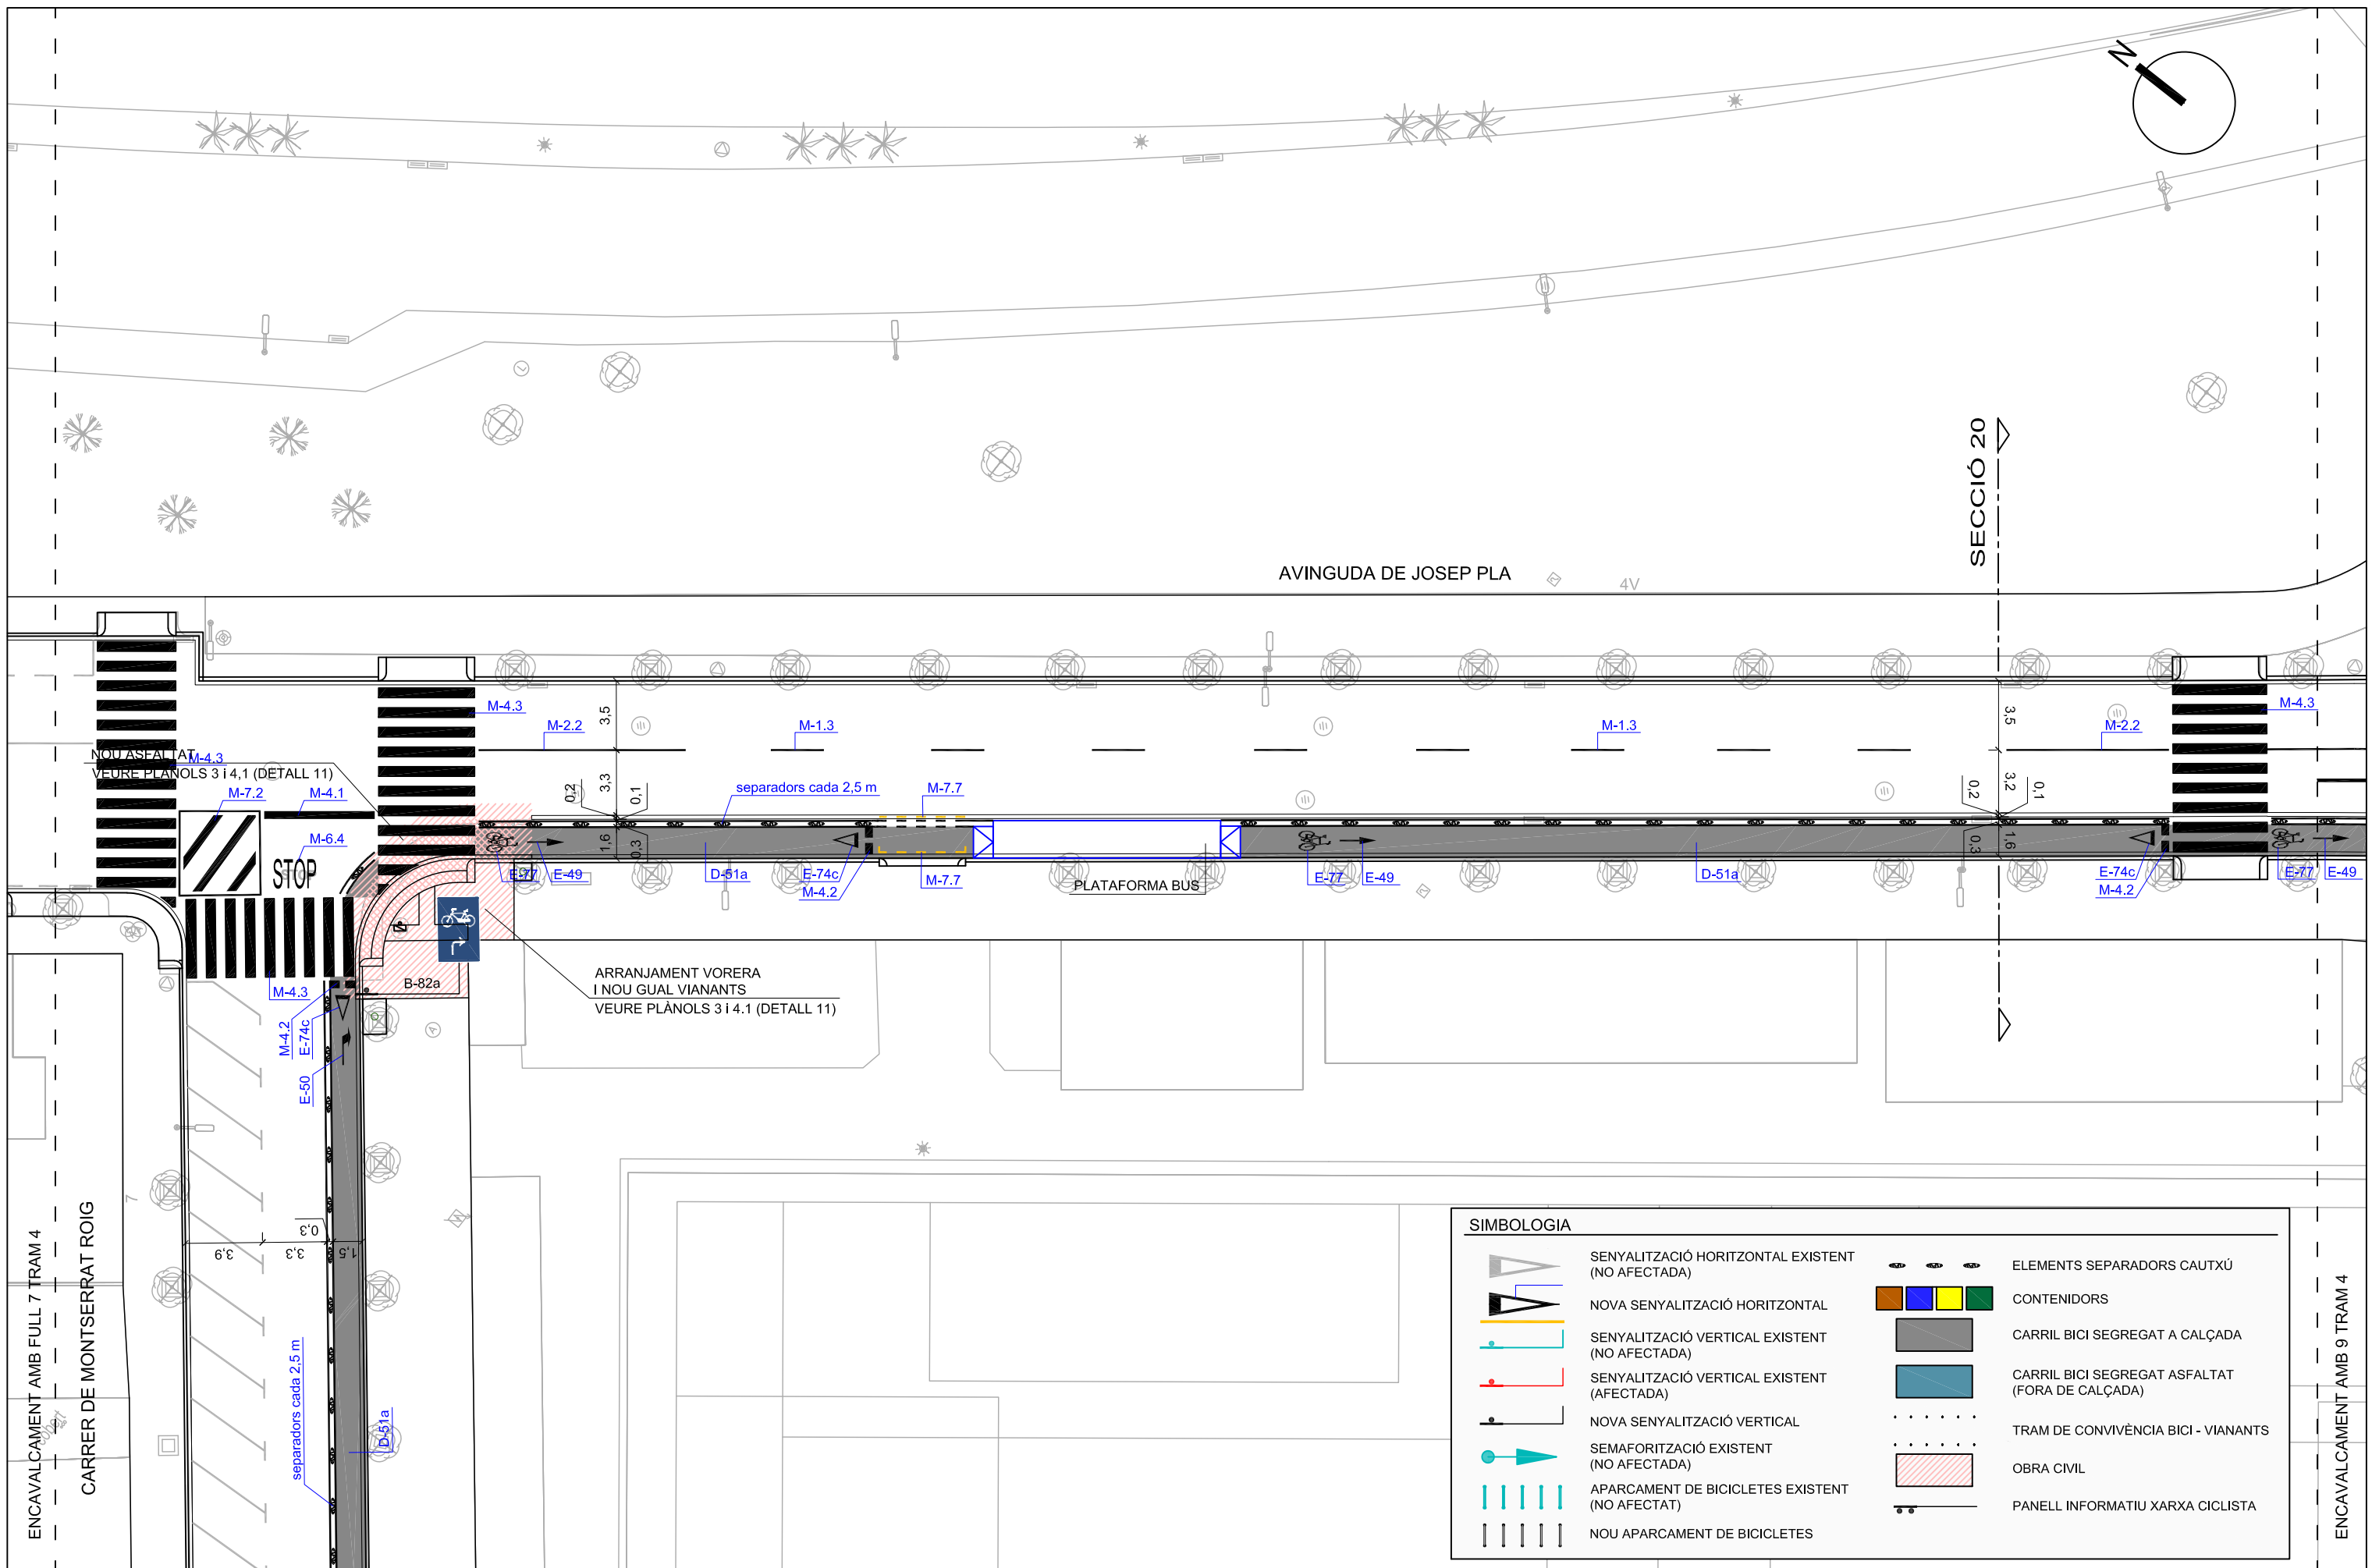 N
SECCIÓ 20
AVINGUDA DE JOSEP PLA
4V
M-4.3
M-2.2
3,5
M-1.3
M-1.3
3,5
M-2.2
M-4.3
NOU ASFALTAT
M-4.3
VEURE PLÀNOLS 3 i 4,1 (DETALL 11)
M-7.2
M-4.1
0,2
3,3
0,1
separadors cada 2,5 m
M-7.7
0,2
3,2
0,1
M-6.4
STOP
1,6
0,3
0,3
1,6
E-77
E-49
D-51a
E-74c
M-4.2
M-7.7
PLATAFORMA BUS
E-77
E-49
D-51a
E-74c
M-4.2
E-77
E-49
B-82a
ARRANJAMENT VORERA
I NOU GUAL VIANANTS
VEURE PLÀNOLS 3 i 4.1 (DETALL 11)
M-4.3
M-4.2
E-74c
E-50
7
0,3
3,9
3,3
1,5
separadors cada 2,5 m
D-51a
ENCAVALCAMENT AMB FULL 7 TRAM 4
CARRER DE MONTSERRAT ROIG
SIMBOLOGIA
SENYALITZACIÓ HORITZONTAL EXISTENT
(NO AFECTADA)
NOVA SENYALITZACIÓ HORITZONTAL
SENYALITZACIÓ VERTICAL EXISTENT
(NO AFECTADA)
SENYALITZACIÓ VERTICAL EXISTENT
(AFECTADA)
NOVA SENYALITZACIÓ VERTICAL
SEMAFORITZACIÓ EXISTENT
(NO AFECTADA)
APARCAMENT DE BICICLETES EXISTENT
(NO AFECTAT)
NOU APARCAMENT DE BICICLETES
ELEMENTS SEPARADORS CAUTXÚ
CONTENIDORS
CARRIL BICI SEGREGAT A CALÇADA
CARRIL BICI SEGREGAT ASFALTAT
(FORA DE CALÇADA)
TRAM DE CONVIVÈNCIA BICI - VIANANTS
OBRA CIVIL
PANELL INFORMATIU XARXA CICLISTA
ENCAVALCAMENT AMB 9 TRAM 4